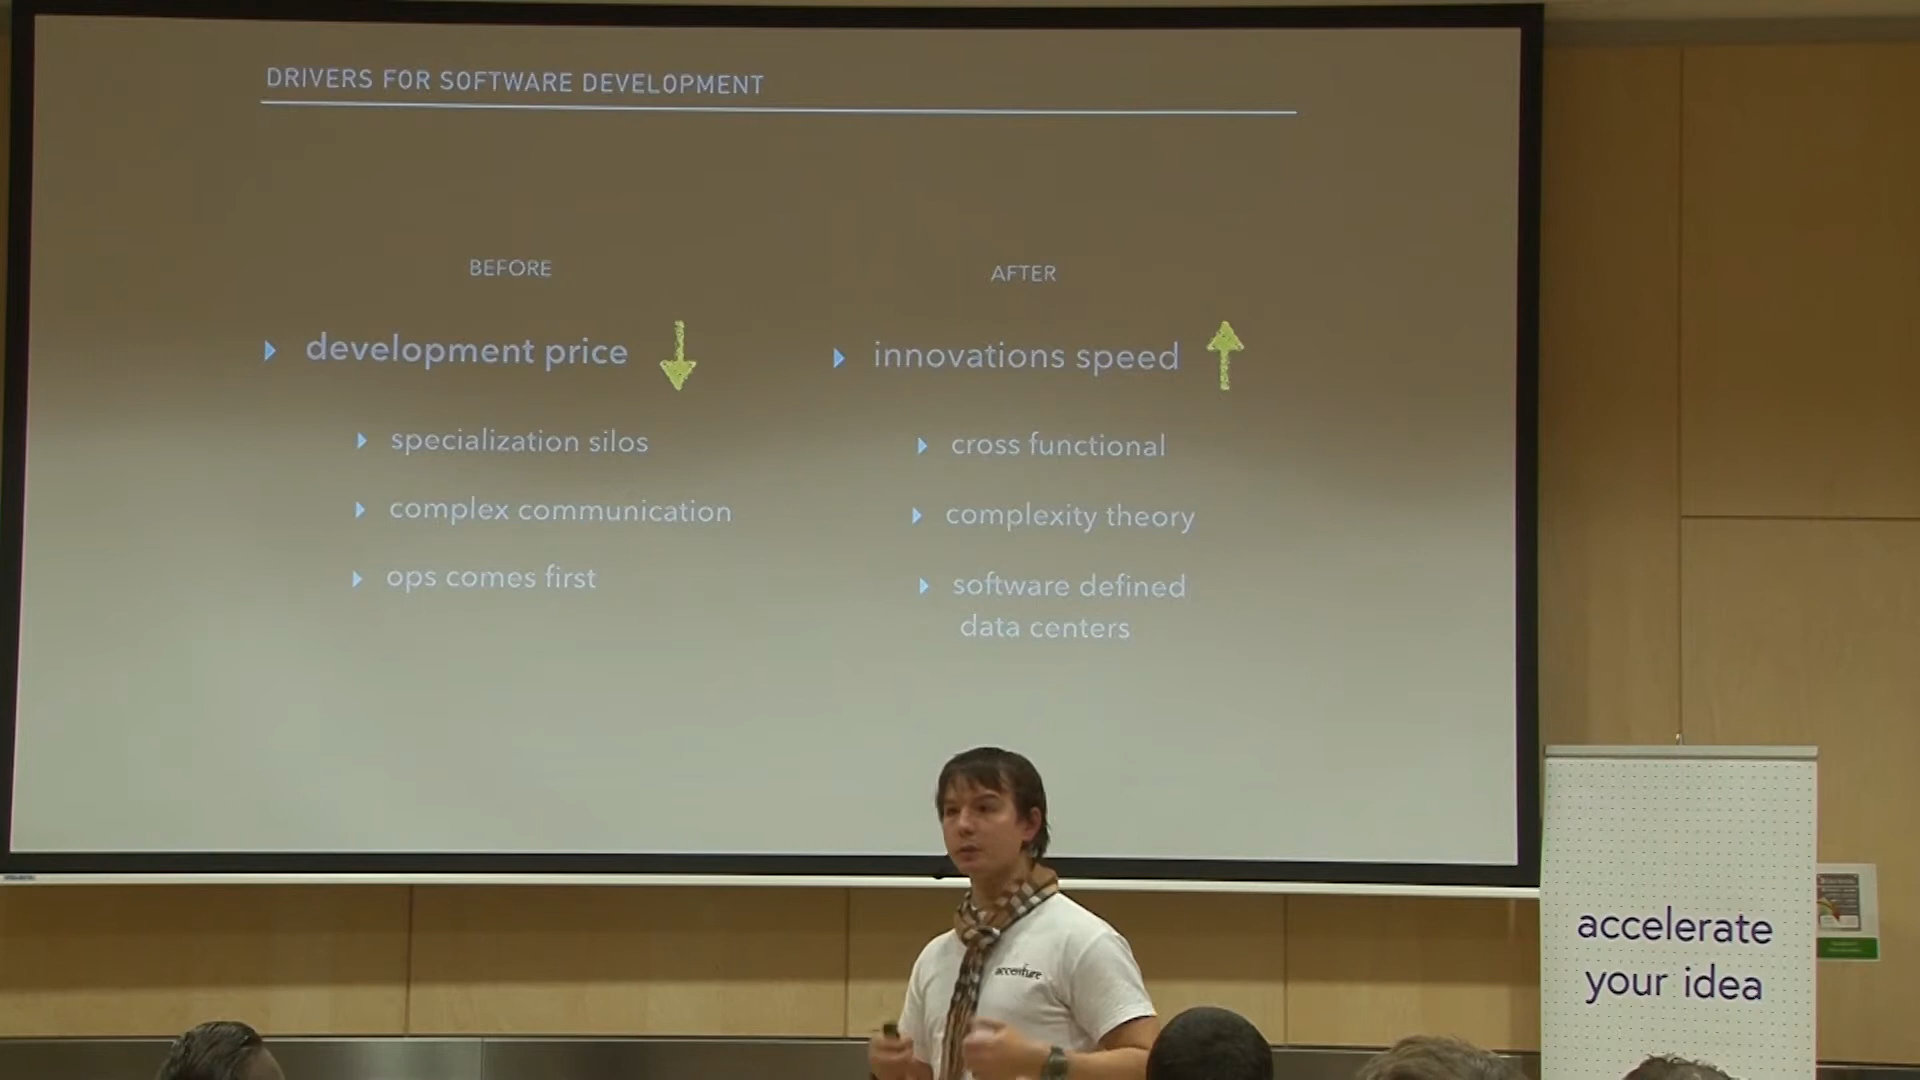 DRIVERS FOR SOFTWARE DEVELOPMENT
BEFORE
development price
specialization silos
complex communication
ops comes first
AFTER
innovations speed
cross functional
complexity theory
software defined
data centers
accenture
accelerate
your idea